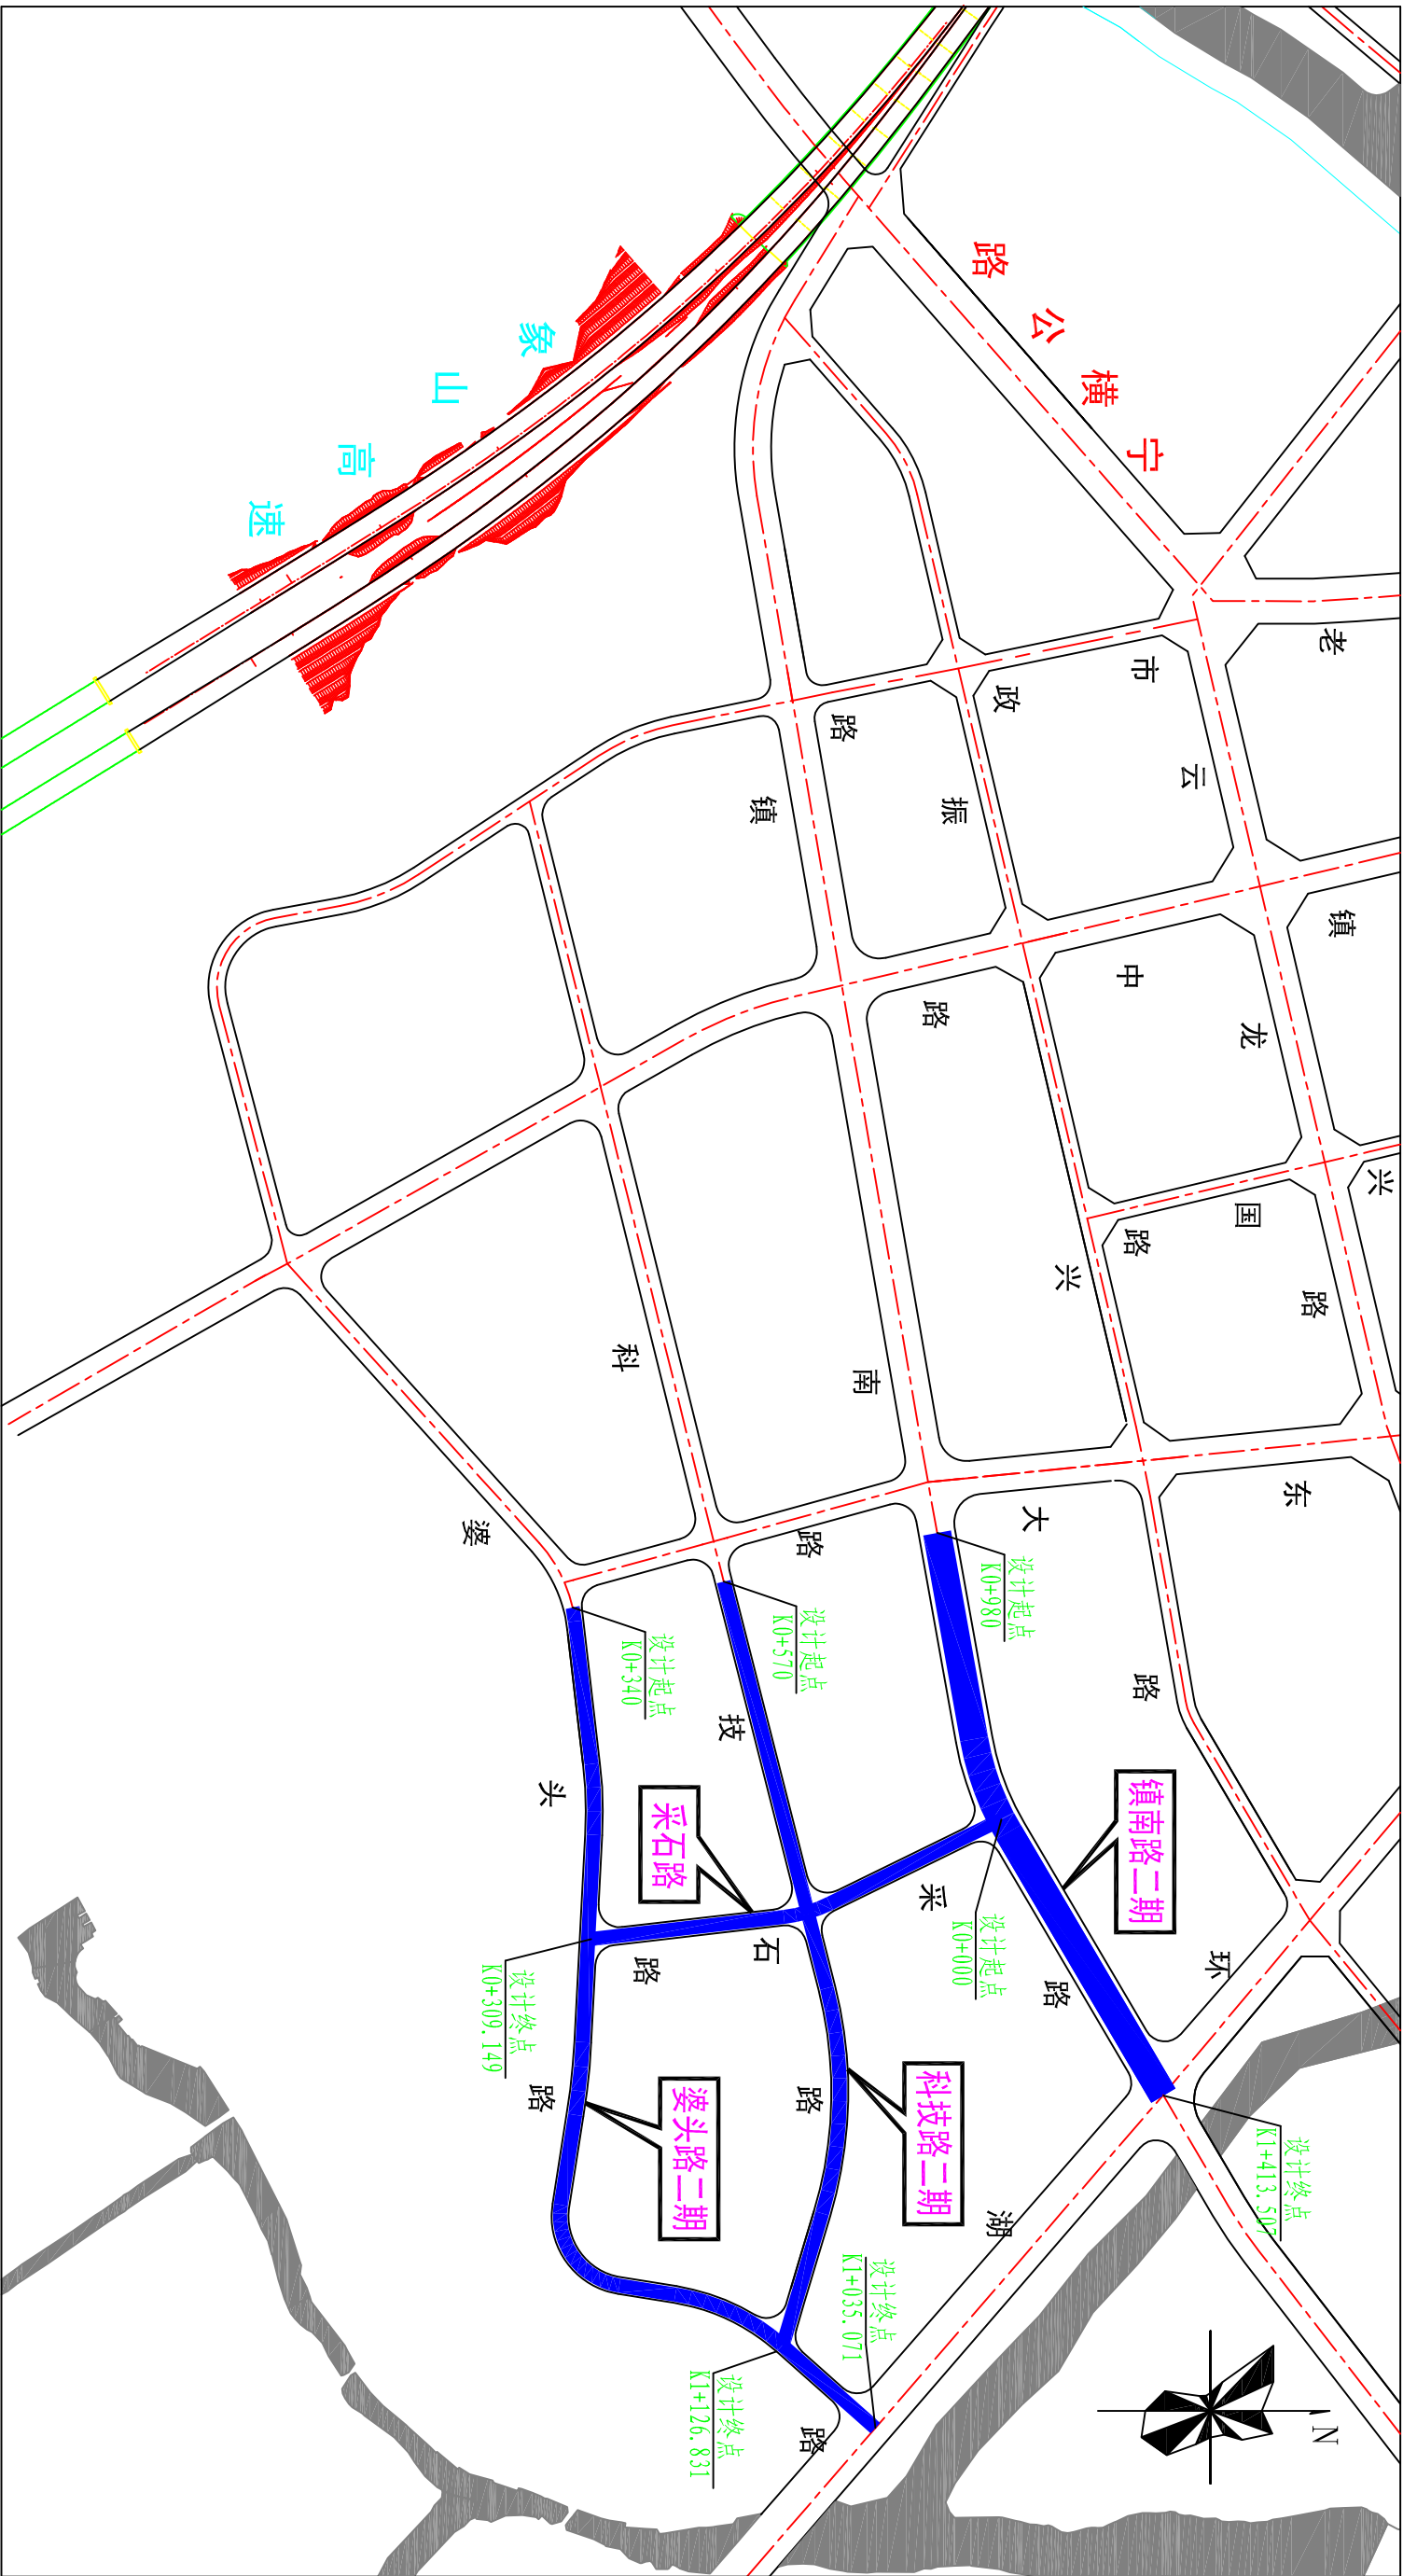 宁横公路
象山高速
老镇兴路
市政路
云龙路
振兴路
中国路
镇中路
镇南路
东大路
科技路
婆头路
采石路
环湖路
设计起点
K0+980
设计起点
K0+570
设计起点
K0+340
设计起点
K0+000
设计终点
K0+309.149
设计终点
K1+413.507
设计终点
K1+035.071
设计终点
K1+126.831
镇南路二期
采石路
科技路二期
婆头路二期
N